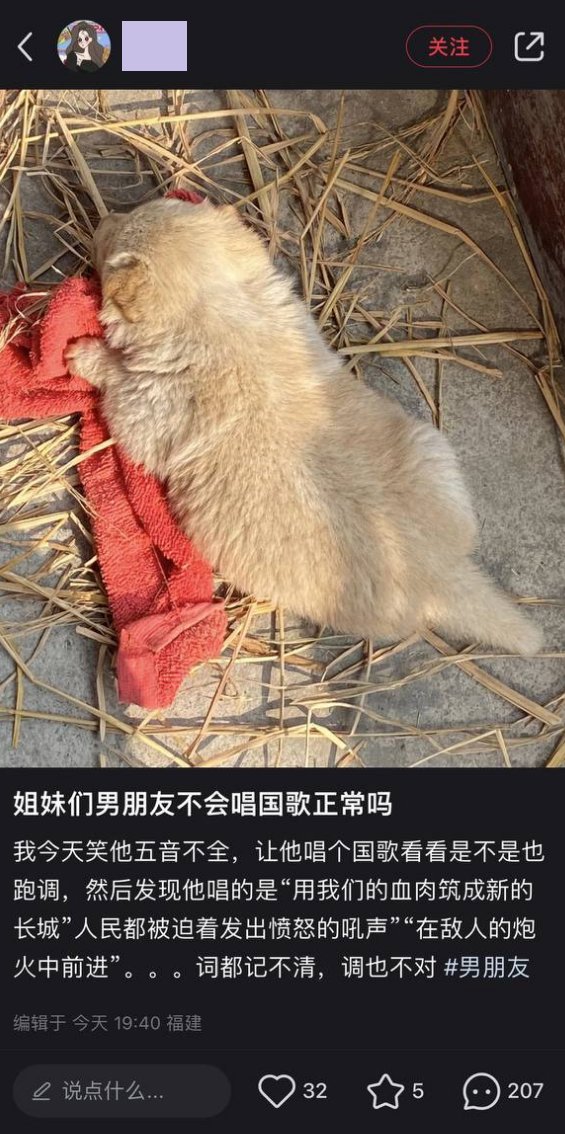 关注
姐妹们男朋友不会唱国歌正常吗
我今天笑他五音不全，让他唱个国歌看看是不是也
跑调，然后发现他唱的是“用我们的血肉筑成新的
长城”人民都被迫着发出愤怒的吼声”“在敌人的炮
火中前进”。。。词都记不清，调也不对 #男朋友
编辑于 今天 19:40 福建
说点什么... 32 5 207